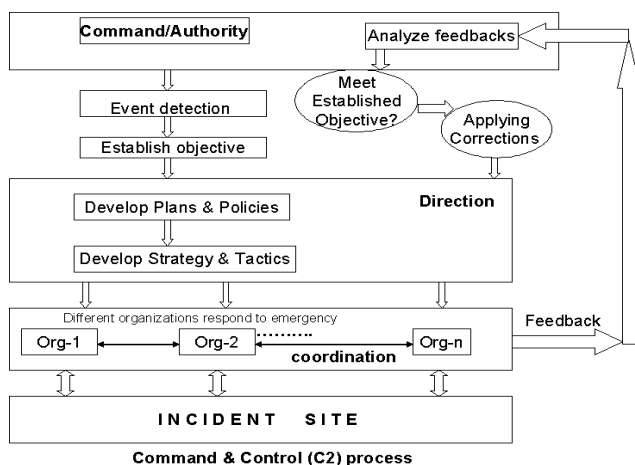 Command/Authority
Analyze feedbacks
Event detection
Establish objective
Meet
Established
Objective?
Applying
Corrections
Direction
Develop Plans & Policies
Develop Strategy & Tactics
Different organizations respond to emergency
Org-1
Org-2
..........
Org-n
coordination
Feedback
INCIDENT SITE
Command & Control (C2) process